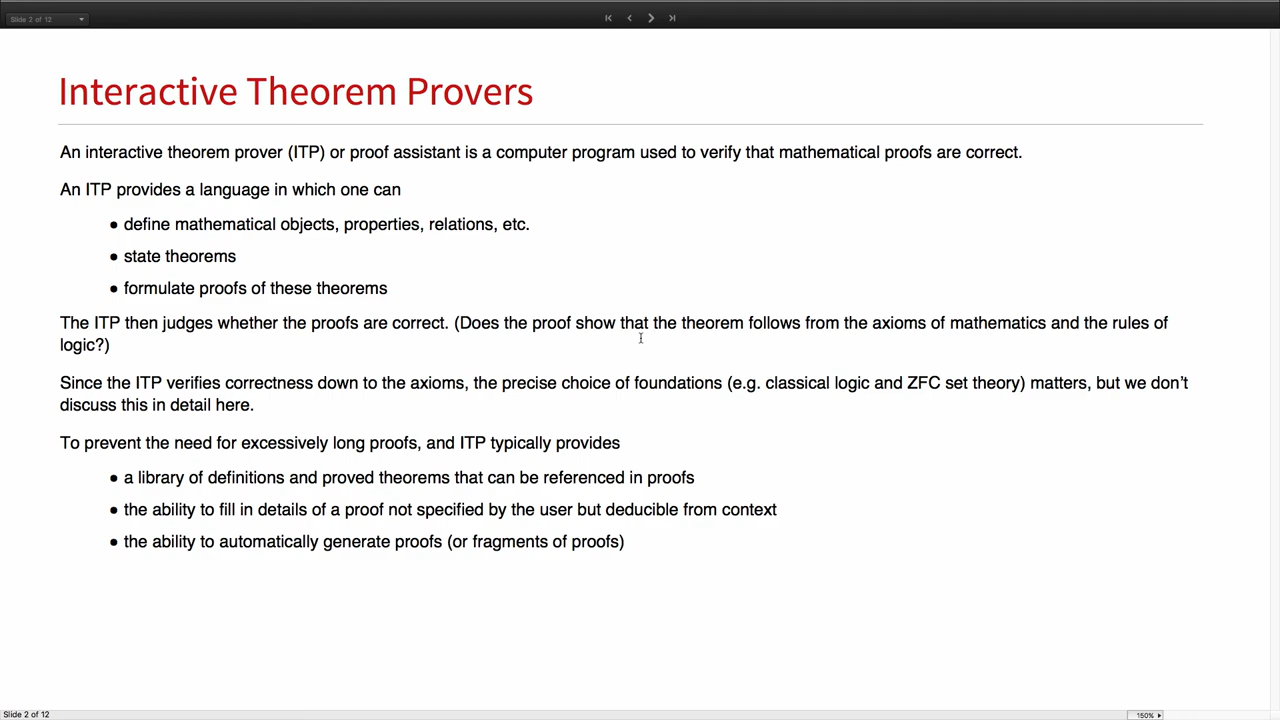 Slide 2 of 12
Interactive Theorem Provers
An interactive theorem prover (ITP) or proof assistant is a computer program used to verify that mathematical proofs are correct.
An ITP provides a language in which one can
• define mathematical objects, properties, relations, etc.
• state theorems
• formulate proofs of these theorems
The ITP then judges whether the proofs are correct. (Does the proof show that the theorem follows from the axioms of mathematics and the rules of
logic?)
Since the ITP verifies correctness down to the axioms, the precise choice of foundations (e.g. classical logic and ZFC set theory) matters, but we don’t
discuss this in detail here.
To prevent the need for excessively long proofs, and ITP typically provides
• a library of definitions and proved theorems that can be referenced in proofs
• the ability to fill in details of a proof not specified by the user but deducible from context
• the ability to automatically generate proofs (or fragments of proofs)
Slide 2 of 12
150%